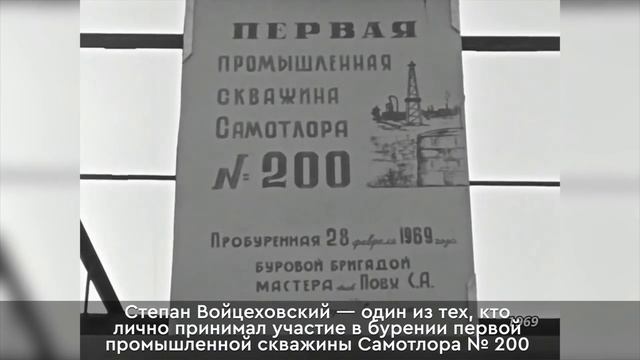 ПЕРВАЯ
ПРОМЫШЛЕННАЯ
СКВАЖИНА
САМОТЛОРА
№ 200
ПРОБУРЕННАЯ 28 февраля 1969 года
БУРОВОЙ БРИГАДОЙ
МАСТЕРА ПОВХ С.А.
1969
Степан Войцеховский — один из тех, кто
лично принимал участие в бурении первой
промышленной скважины Самотлора № 200